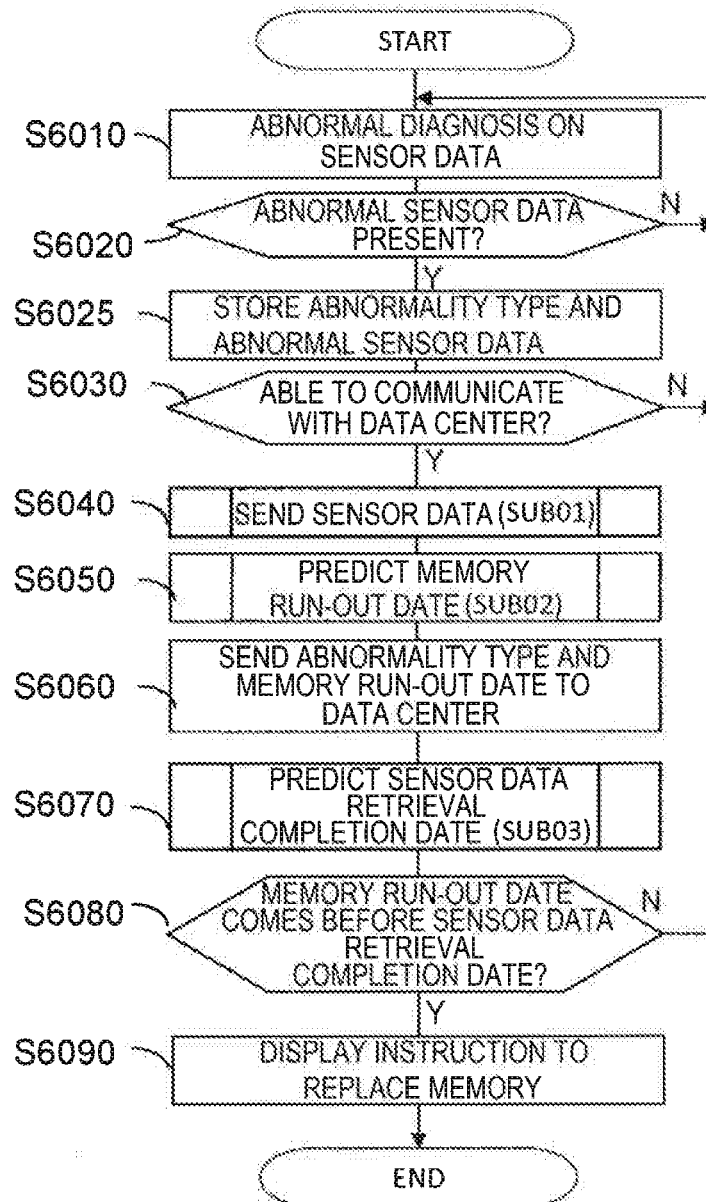 START
S6010
ABNORMAL DIAGNOSIS ON
SENSOR DATA
S6020
ABNORMAL SENSOR DATA
PRESENT?
N
Y
S6025
STORE ABNORMALITY TYPE AND
ABNORMAL SENSOR DATA
S6030
ABLE TO COMMUNICATE
WITH DATA CENTER?
N
Y
S6040
SEND SENSOR DATA (SUB01)
S6050
PREDICT MEMORY
RUN-OUT DATE (SUB02)
S6060
SEND ABNORMALITY TYPE AND
MEMORY RUN-OUT DATE TO
DATA CENTER
S6070
PREDICT SENSOR DATA
RETRIEVAL
COMPLETION DATE (SUB03)
S6080
MEMORY RUN-OUT DATE
COMES BEFORE SENSOR DATA
RETRIEVAL
COMPLETION DATE?
N
Y
S6090
DISPLAY INSTRUCTION TO
REPLACE MEMORY
END